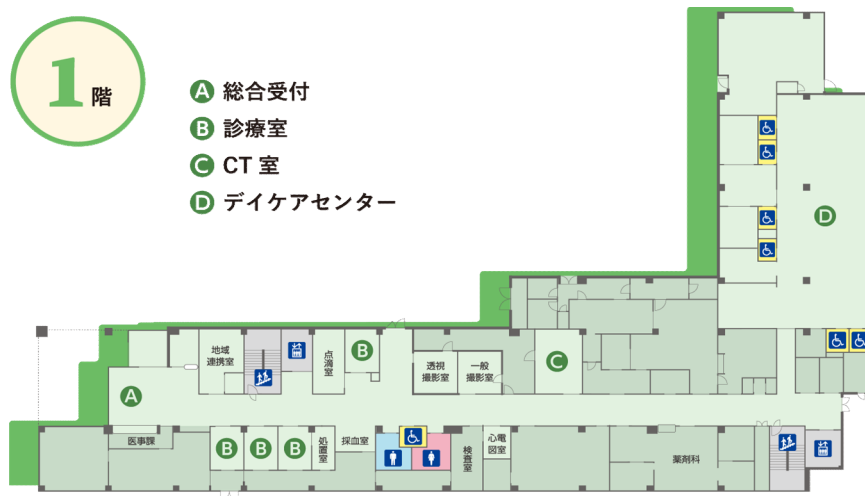 1階
A 総合受付
B 診療室
C CT 室
D デイケアセンター
D
地域
連携室
点滴室
B
透視
撮影室
一般
撮影室
C
A
医事課
B
B
B
処置室
採血室
検査室
心電
図室
薬剤科